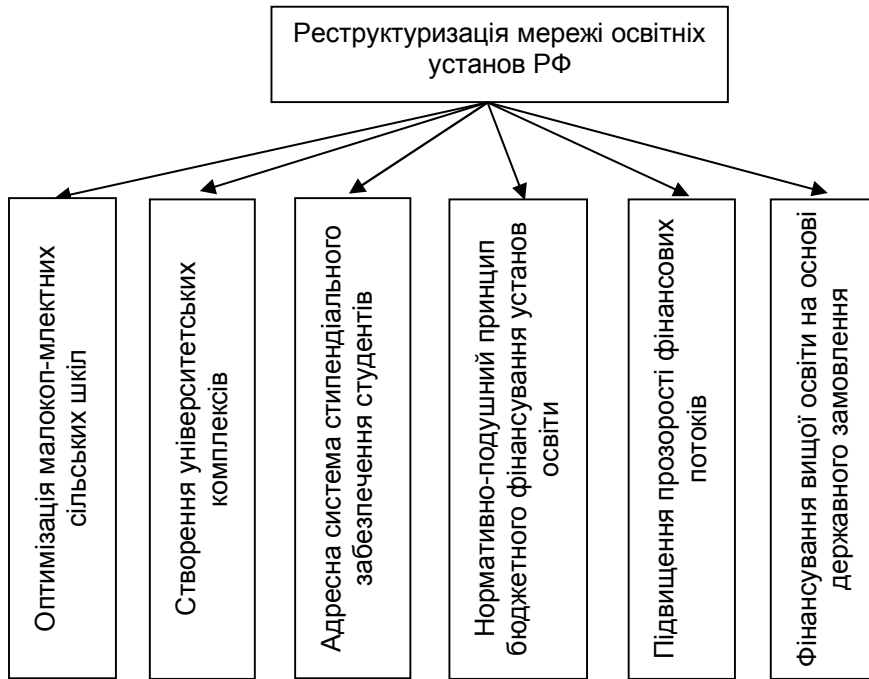 Реструктуризація мережі освітніх
установ РФ
Оптимізація малокоп-млектних
сільських шкіл
Створення університетських
комплексів
Адресна система стипендіального
забезпечення студентів
Нормативно-подушний принцип
бюджетного фінансування установ
освіти
Підвищення прозорості фінансових
потоків
Фінансування вищої освіти на основі
державного замовлення